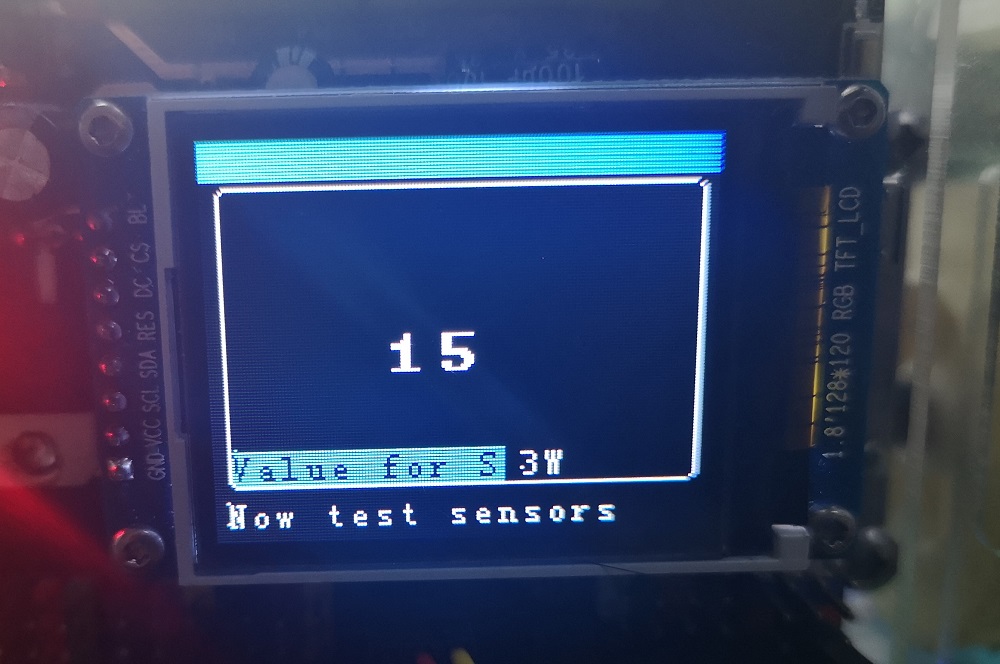 15
Value for S 3W
Now test sensors
GND VCC SCL SDA RES DC CS BL
1.8'128*120 RGB TFT_LCD